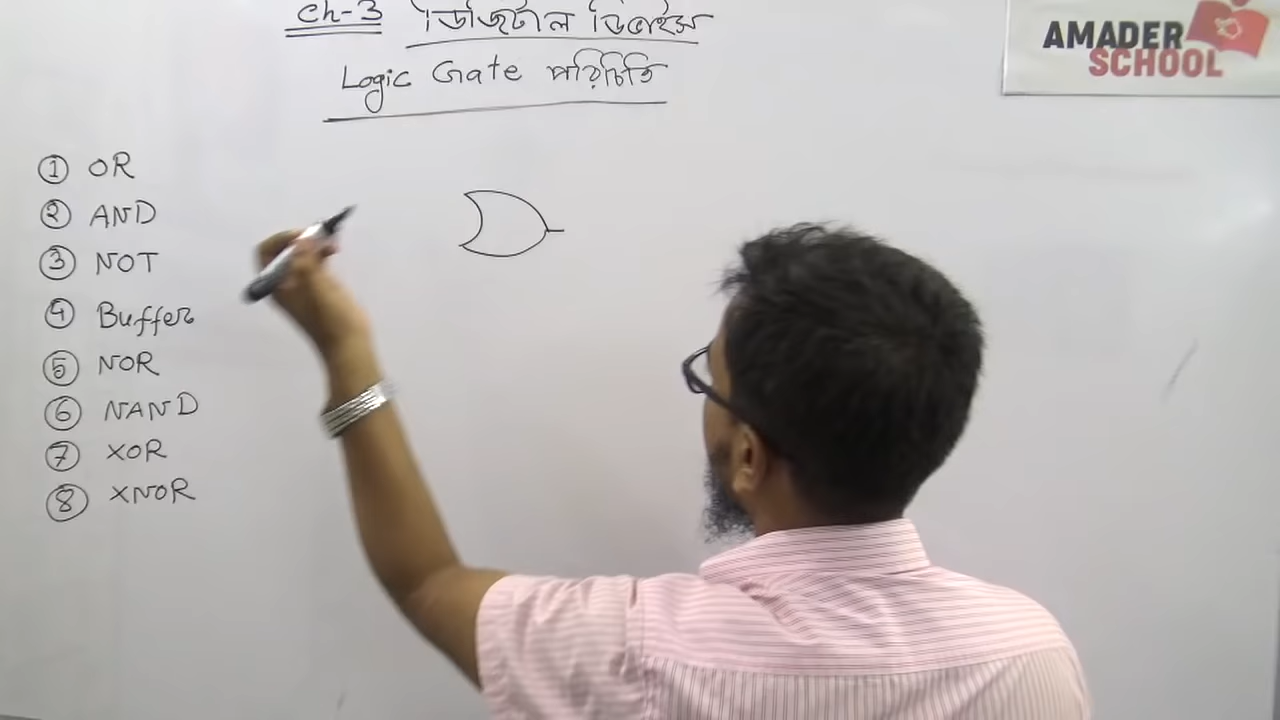 Ch-3 ডিজিটাল ডিভাইস
Logic Gate পরিচিতি
AMADER
SCHOOL
① OR
② AND
③ NOT
④ Buffer
⑤ NOR
⑥ NAND
⑦ XOR
⑧ XNOR